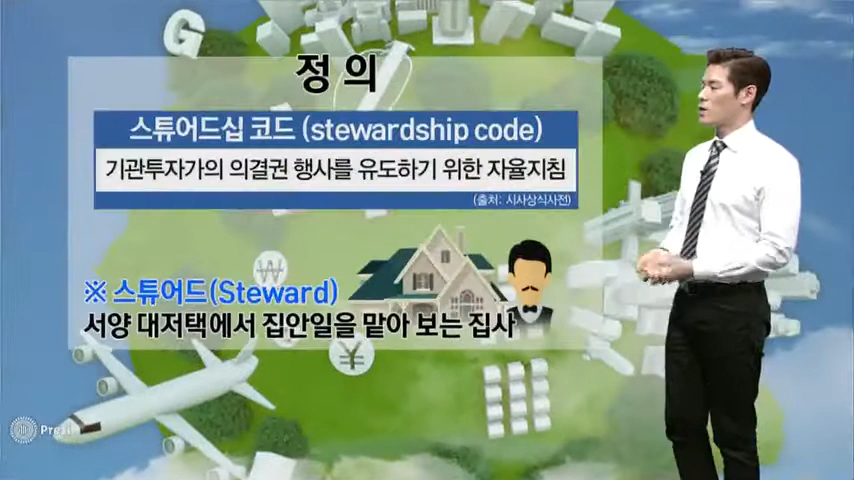 정 의
스튜어드십 코드 (stewardship code)
기관투자가의 의결권 행사를 유도하기 위한 자율지침
(출처: 시사상식사전)
※ 스튜어드(Steward)
서양 대저택에서 집안일을 맡아 보는 집사